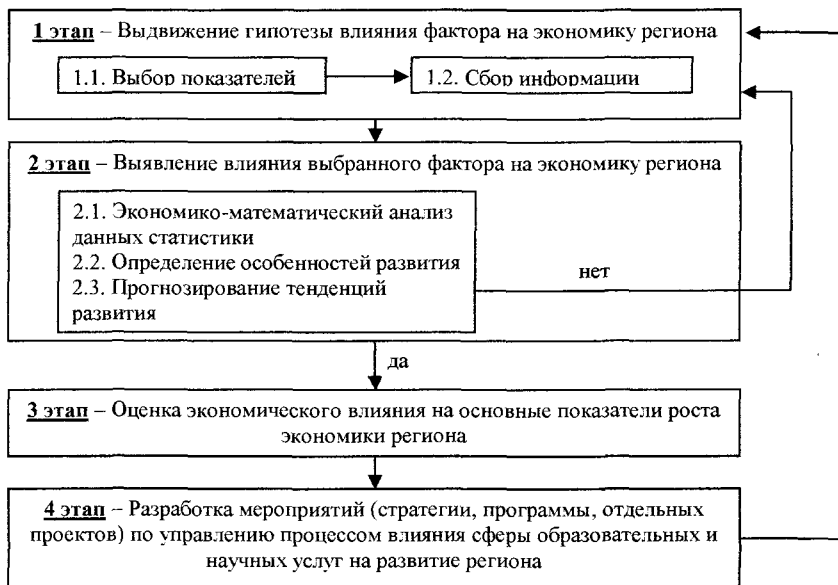 1 этап – Выдвижение гипотезы влияния фактора на экономику региона
1.1. Выбор показателей
1.2. Сбор информации
2 этап – Выявление влияния выбранного фактора на экономику региона
2.1. Экономико-математический анализ
данных статистики
2.2. Определение особенностей развития
2.3. Прогнозирование тенденций
развития
нет
да
3 этап – Оценка экономического влияния на основные показатели роста
экономики региона
4 этап – Разработка мероприятий (стратегии, программы, отдельных
проектов) по управлению процессом влияния сферы образовательных и
научных услуг на развитие региона